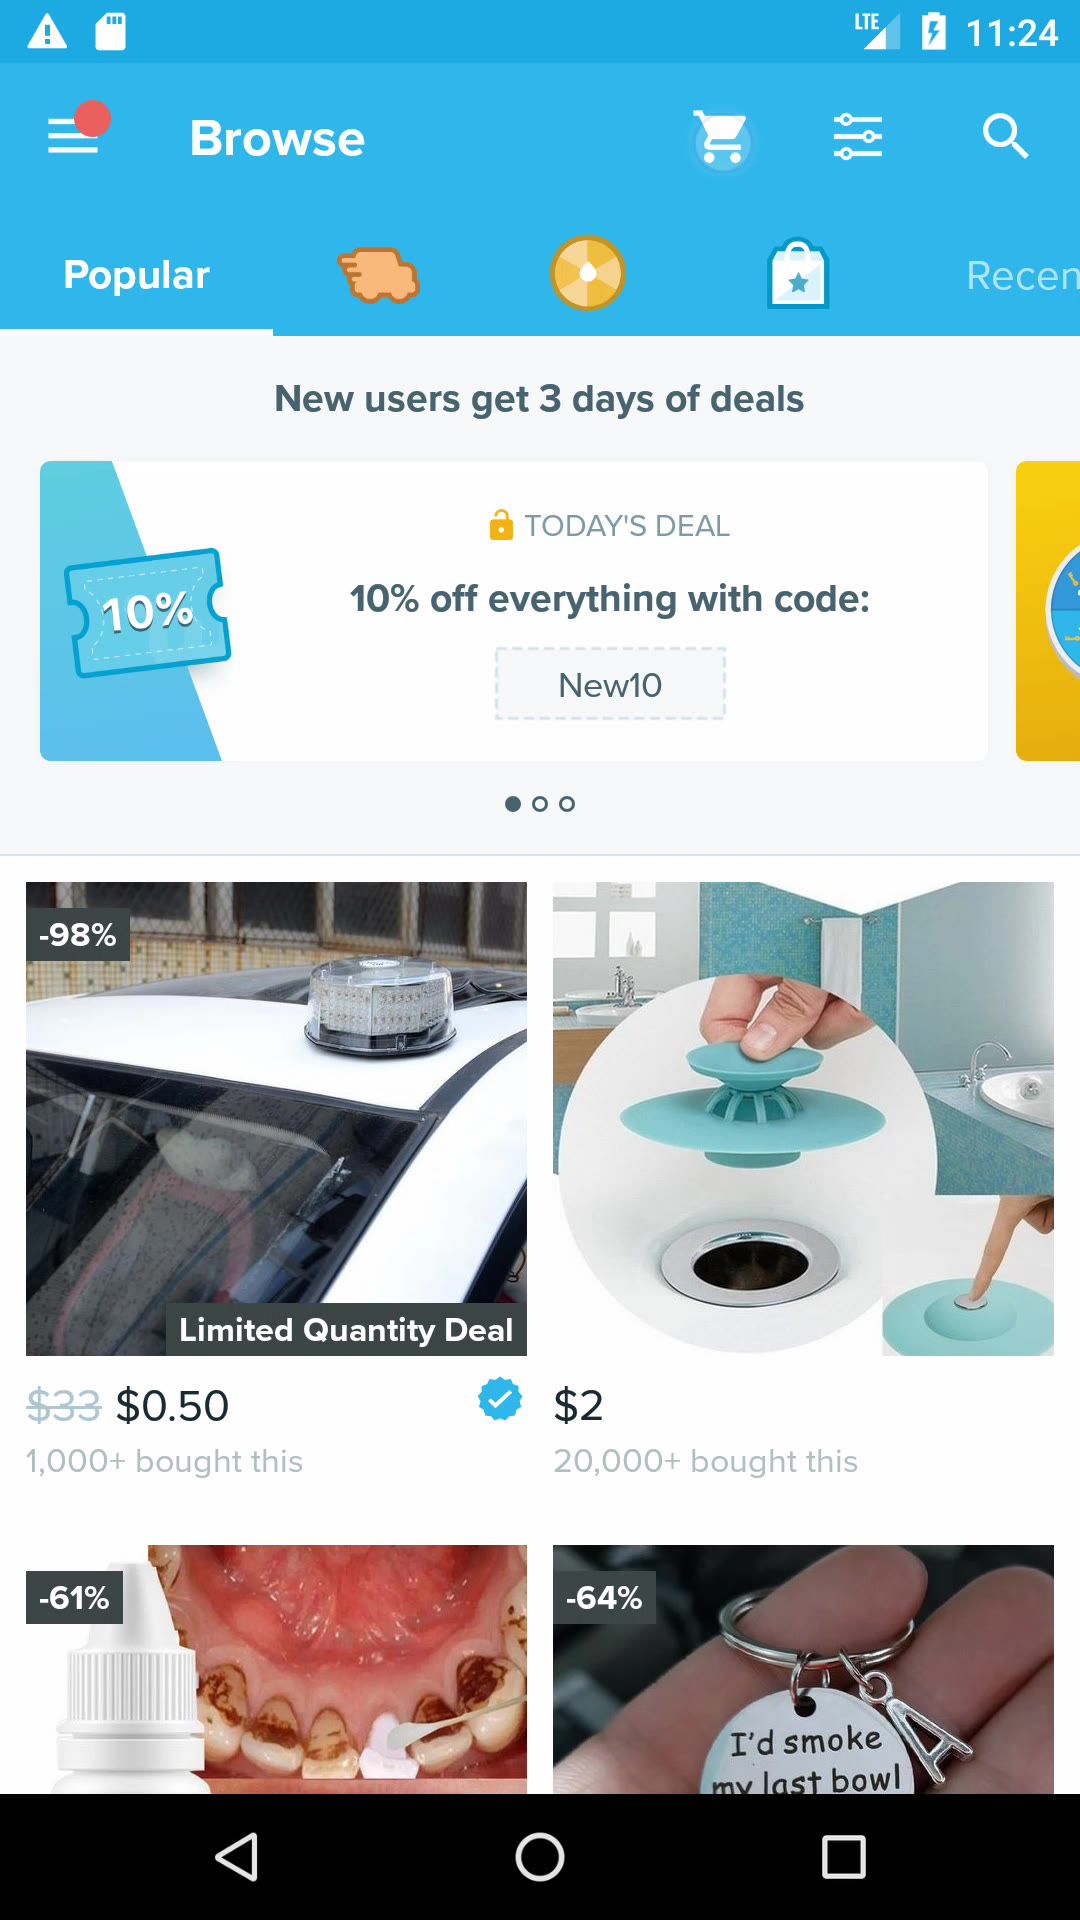 LTE 11:24
Browse
Popular
Recen
New users get 3 days of deals
TODAY'S DEAL
10%
10% off everything with code:
New10
-98%
Limited Quantity Deal
$33 $0.50
$2
1,000+ bought this
20,000+ bought this
-61%
-64%
I'd smoke
my last bowl
A